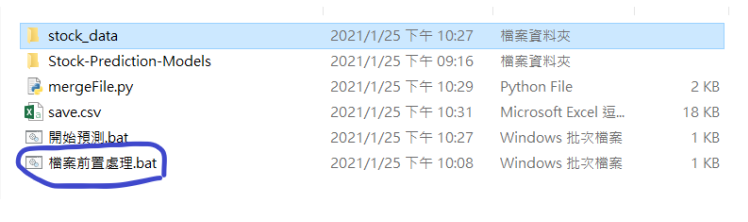 stock_data 2021/1/25 下午 10:27 檔案資料夾
Stock-Prediction-Models 2021/1/25 下午 09:16 檔案資料夾
mergeFile.py 2021/1/25 下午 10:29 Python File 2 KB
save.csv 2021/1/25 下午 10:31 Microsoft Excel 逗... 18 KB
開始預測.bat 2021/1/25 下午 10:27 Windows 批次檔案 1 KB
檔案前置處理.bat 2021/1/25 下午 10:08 Windows 批次檔案 1 KB